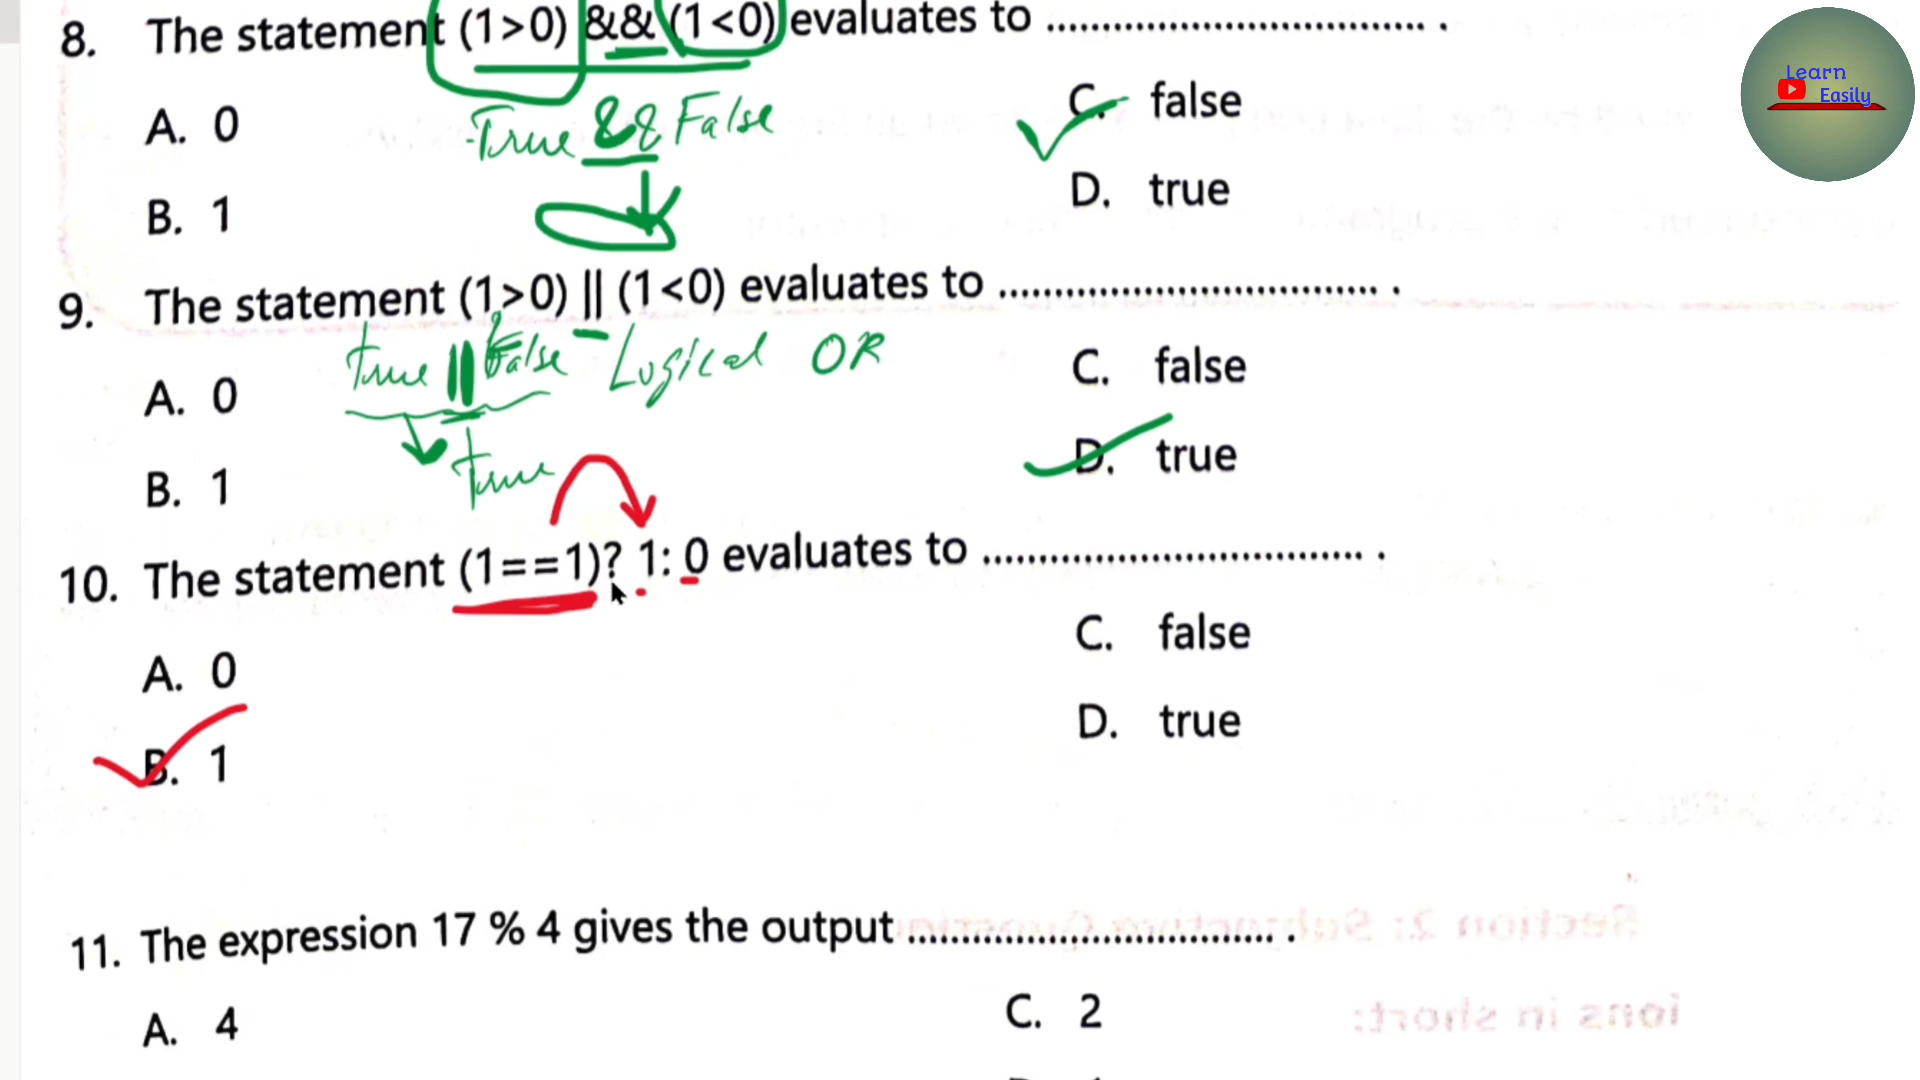 8. The statement (1>0) && (1<0) evaluates to ................................... .
True && False
A. 0
B. 1
C. false
D. true
9. The statement (1>0) || (1<0) evaluates to ................................... .
true || false Logical OR
true
A. 0
B. 1
C. false
D. true
10. The statement (1==1)? 1: 0 evaluates to ................................... .
A. 0
B. 1
C. false
D. true
11. The expression 17 % 4 gives the output ................................... .
A. 4
C. 2
Learn
Easily